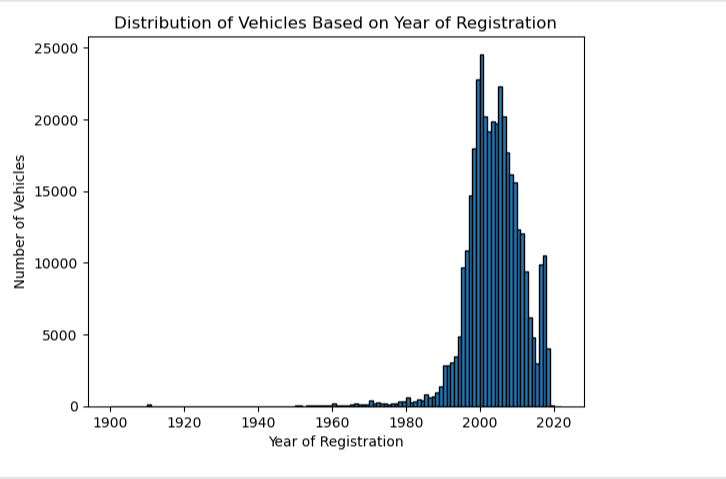 Distribution of Vehicles Based on Year of Registration
25000
20000
15000
10000
5000
0
Number of Vehicles
1900 1920 1940 1960 1980 2000 2020
Year of Registration